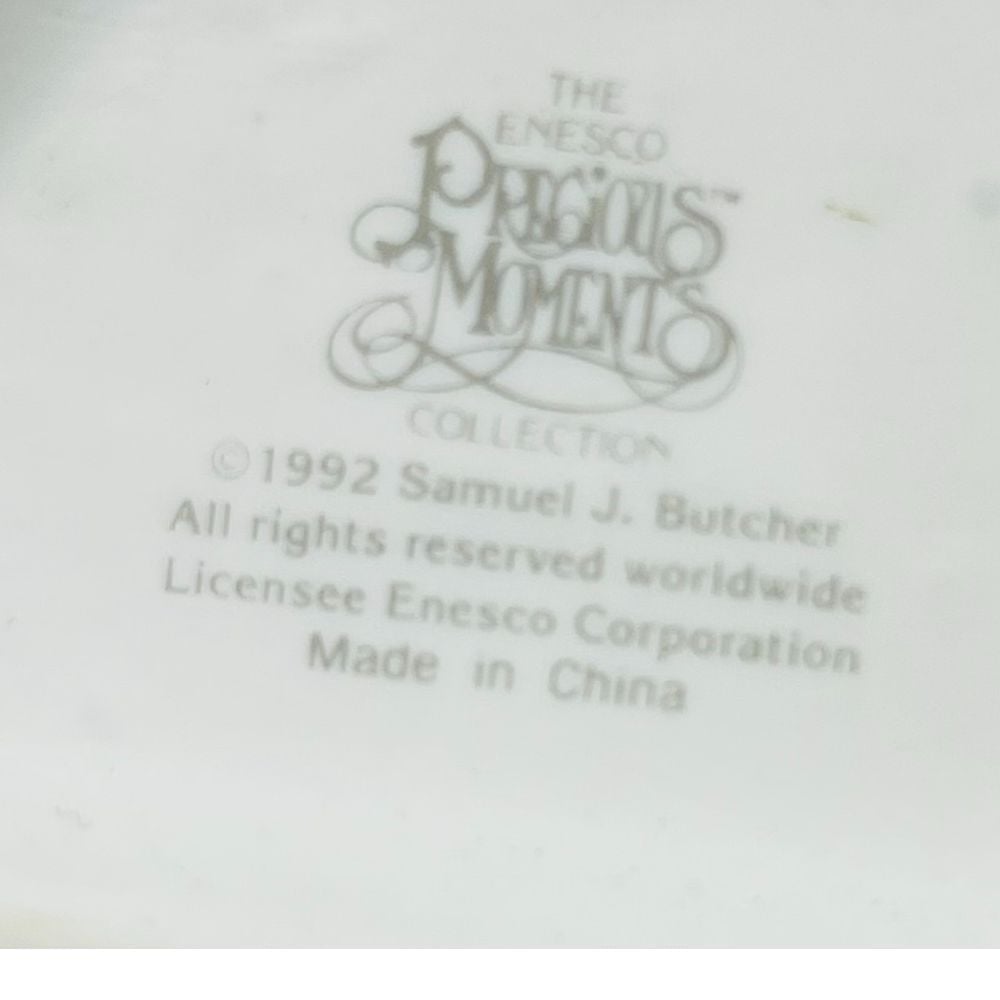 THE
ENESCO
PRECIOUS™
MOMENTS
COLLECTION
©1992 Samuel J. Butcher
All rights reserved worldwide
Licensee Enesco Corporation
Made in China